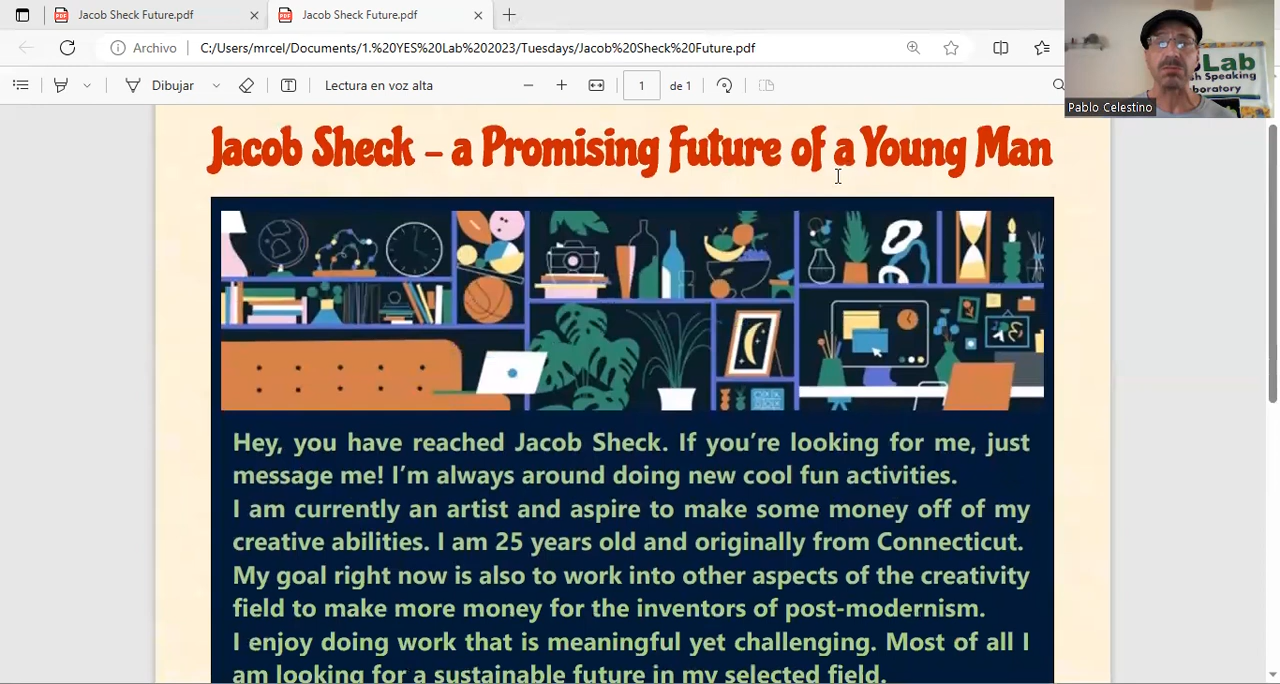 Jacob Sheck Future.pdf
Jacob Sheck Future.pdf
Archivo
C:/Users/mrcel/Documents/1.%20YES%20Lab%202023/Tuesdays/Jacob%20Sheck%20Future.pdf
Dibujar
Lectura en voz alta
1
de 1
Lab
sh Speaking
boratory
Pablo Celestino
Jacob Sheck – a Promising Future of a Young Man
Hey, you have reached Jacob Sheck. If you’re looking for me, just
message me! I’m always around doing new cool fun activities.
I am currently an artist and aspire to make some money off of my
creative abilities. I am 25 years old and originally from Connecticut.
My goal right now is also to work into other aspects of the creativity
field to make more money for the inventors of post-modernism.
I enjoy doing work that is meaningful yet challenging. Most of all I
am looking for a sustainable future in my selected field.